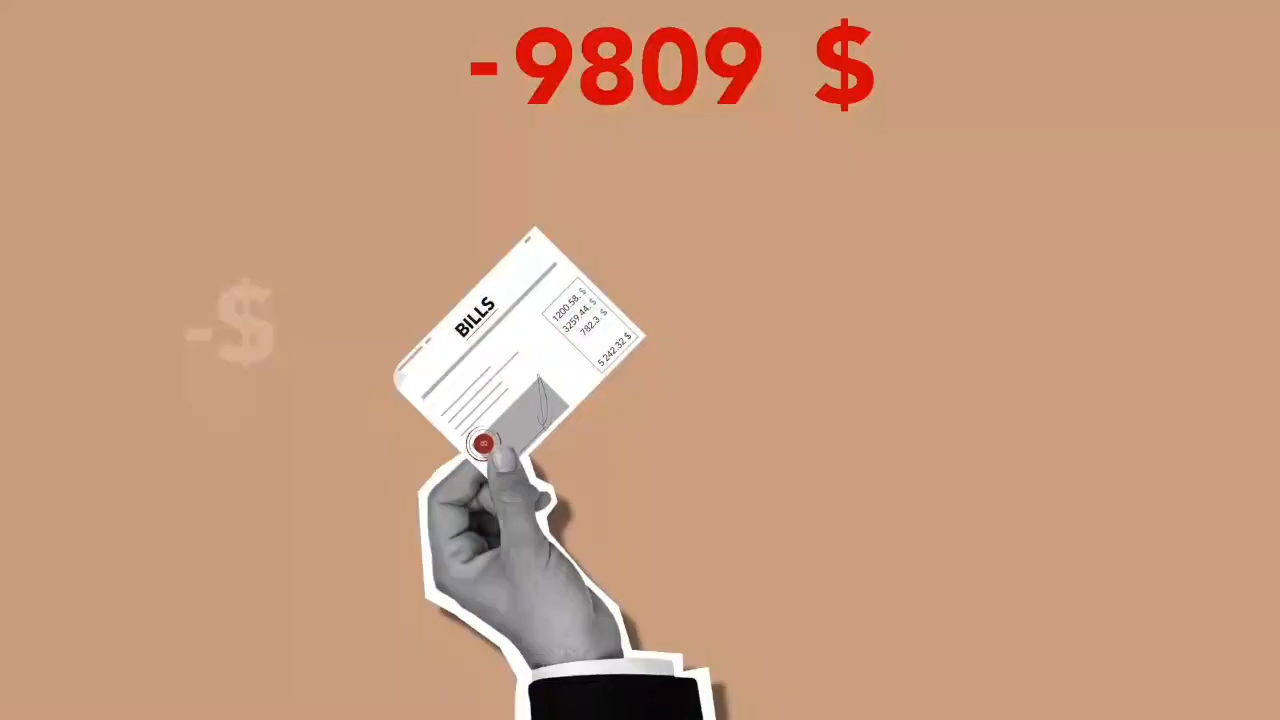 -9809 $
-$
BILLS
1200.58. $
3259.44. $
782.3. $
5 242.32 $